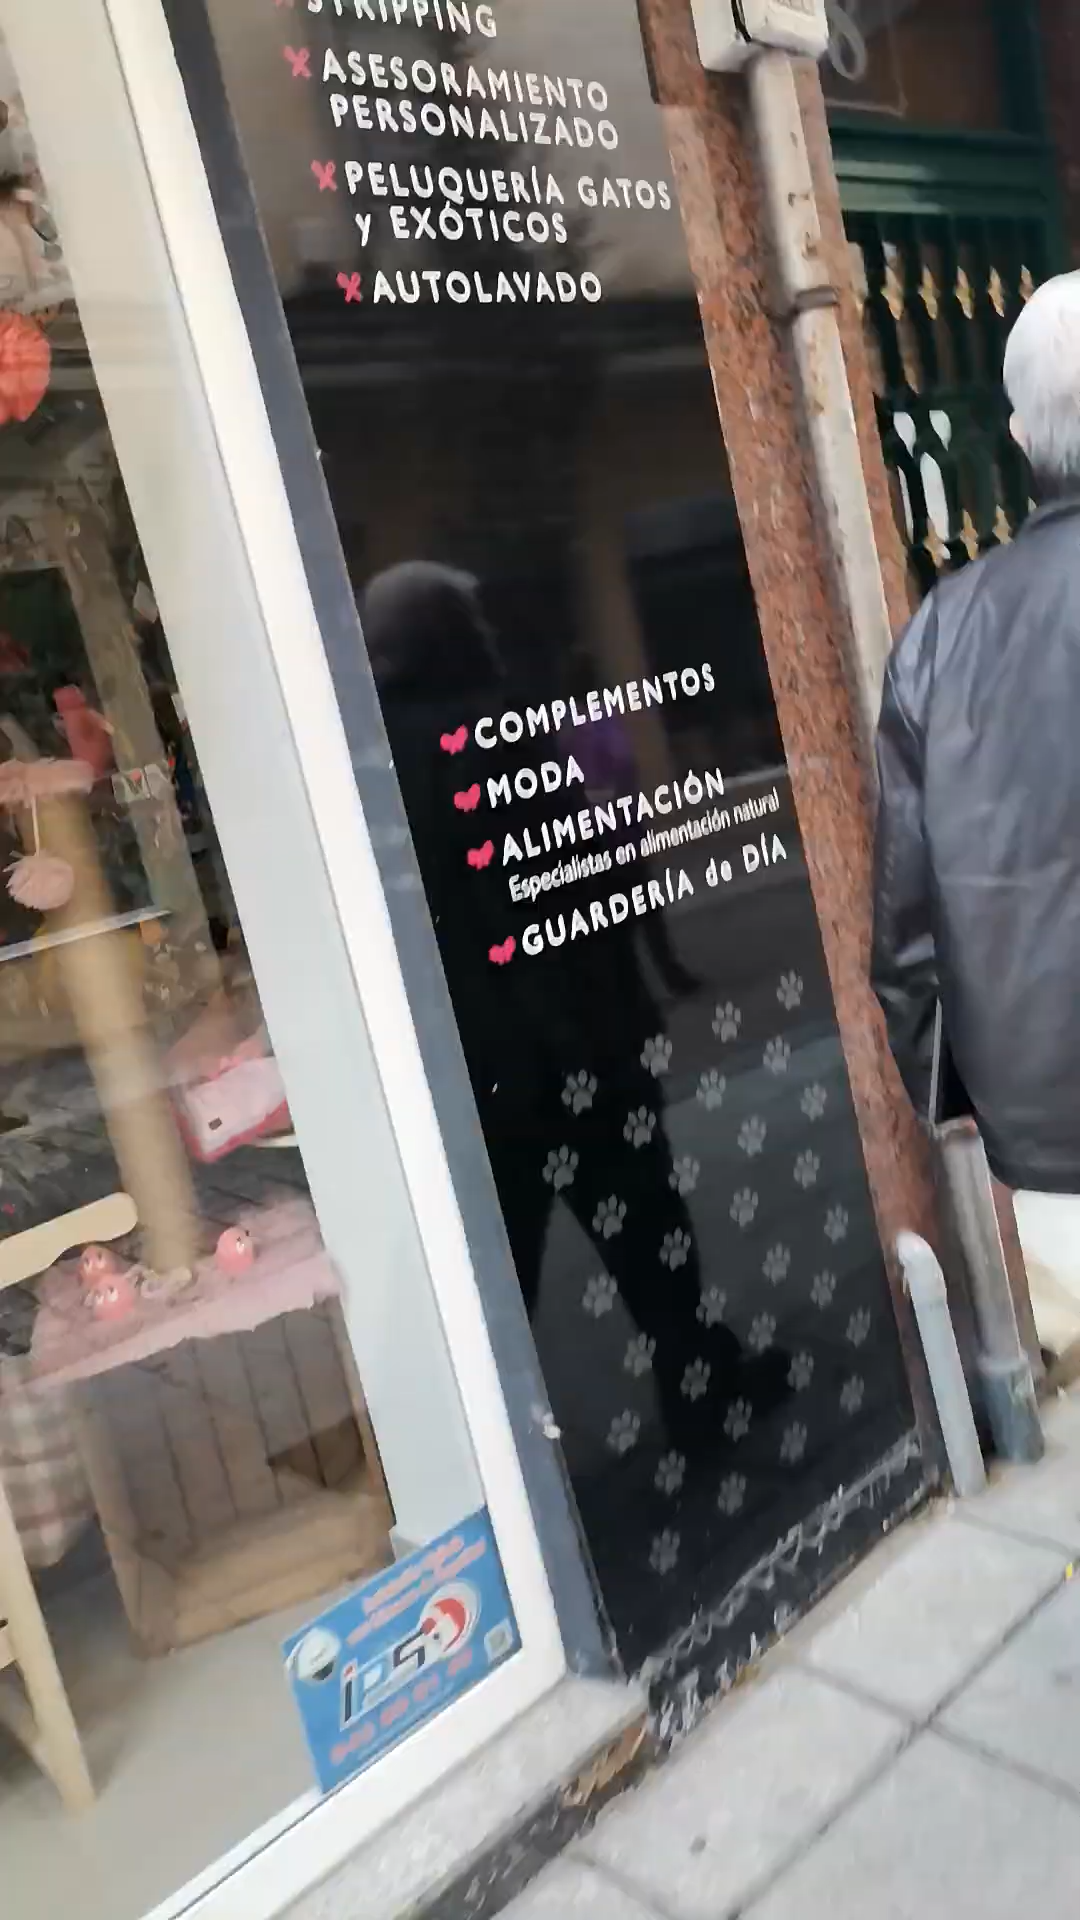 STRIPPING
ASESORAMIENTO
PERSONALIZADO
PELUQUERÍA GATOS
y EXÓTICOS
AUTOLAVADO
COMPLEMENTOS
MODA
ALIMENTACIÓN
Especialistas en alimentación natural
GUARDERÍA de DÍA